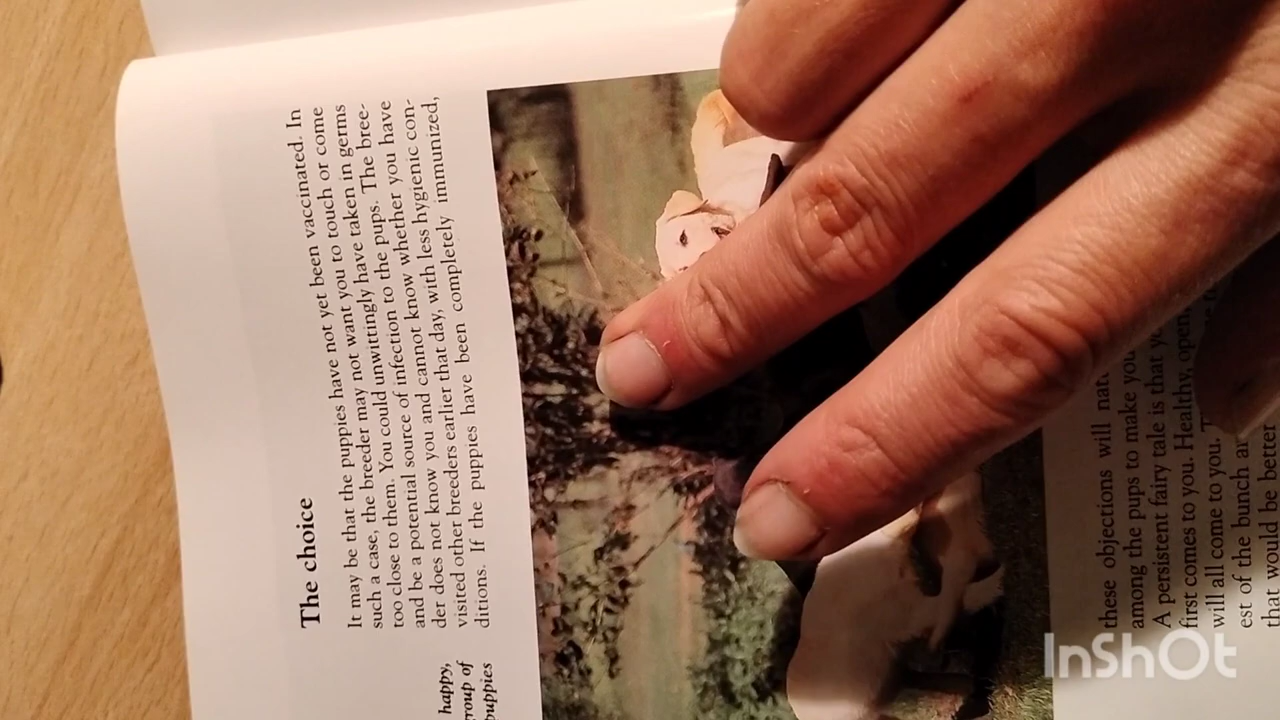 The choice
It may be that the puppies have not yet been vaccinated. In
such a case, the breeder may not want you to touch or come
too close to them. You could unwittingly have taken in germs
and be a potential source of infection to the pups. The bree-
der does not know you and cannot know whether you have
visited other breeders earlier that day, with less hygienic con-
ditions. If the puppies have been completely immunized,
happy,
group of
puppies
these objections will
among the pups to make you
A persistent fairy tale is that
first comes to you. Healthy, open,
will all come to you.
est of the bunch
that would be better
InShOt